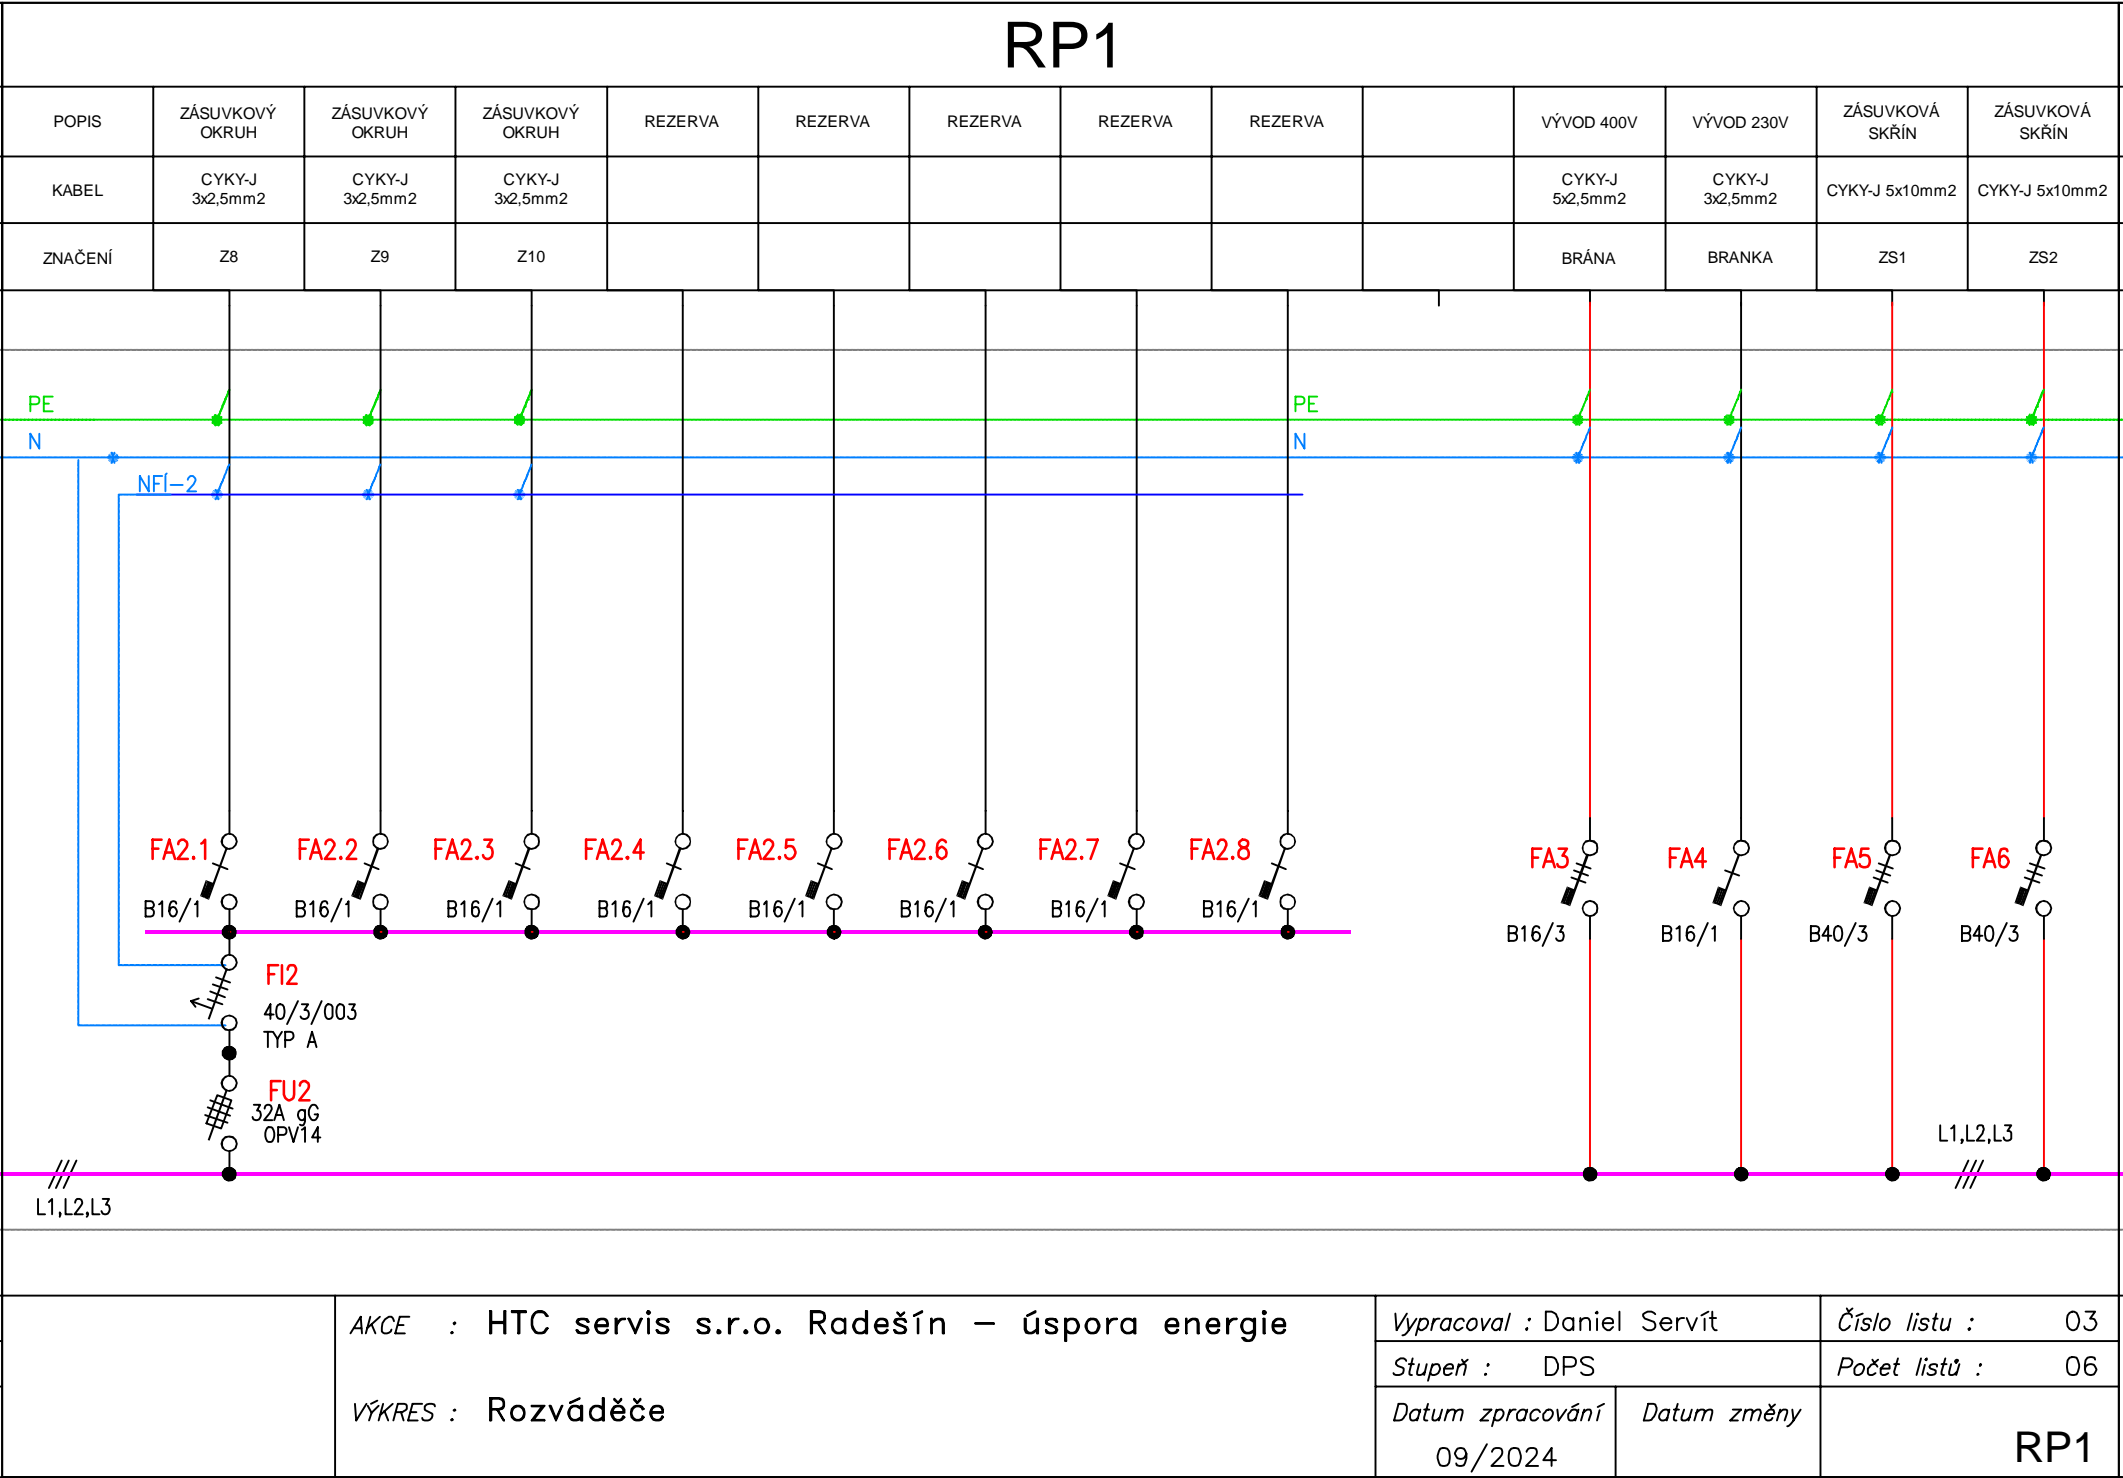 RP1
POPIS
ZÁSUVKOVÝ
OKRUH
ZÁSUVKOVÝ
OKRUH
ZÁSUVKOVÝ
OKRUH
REZERVA
REZERVA
REZERVA
REZERVA
REZERVA
VÝVOD 400V
VÝVOD 230V
ZÁSUVKOVÁ
SKŘÍN
ZÁSUVKOVÁ
SKŘÍN
KABEL
CYKY-J
3x2,5mm2
CYKY-J
3x2,5mm2
CYKY-J
3x2,5mm2
CYKY-J
5x2,5mm2
CYKY-J
3x2,5mm2
CYKY-J 5x10mm2
CYKY-J 5x10mm2
ZNAČENÍ
Z8
Z9
Z10
BRÁNA
BRANKA
ZS1
ZS2
PE
PE
N
N
NFÍ-2
FA2.1
FA2.2
FA2.3
FA2.4
FA2.5
FA2.6
FA2.7
FA2.8
FA3
FA4
FA5
FA6
B16/1
B16/1
B16/1
B16/1
B16/1
B16/1
B16/1
B16/1
B16/3
B16/1
B40/3
B40/3
FI2
40/3/003
TYP A
FU2
32A gG
OPV14
L1,L2,L3
L1,L2,L3
AKCE : HTC servis s.r.o. Radešín – úspora energie
VÝKRES : Rozváděče
Vypracoval : Daniel Servít
Číslo listu : 03
Stupeň : DPS
Počet listů : 06
Datum zpracování
09/2024
Datum změny
RP1